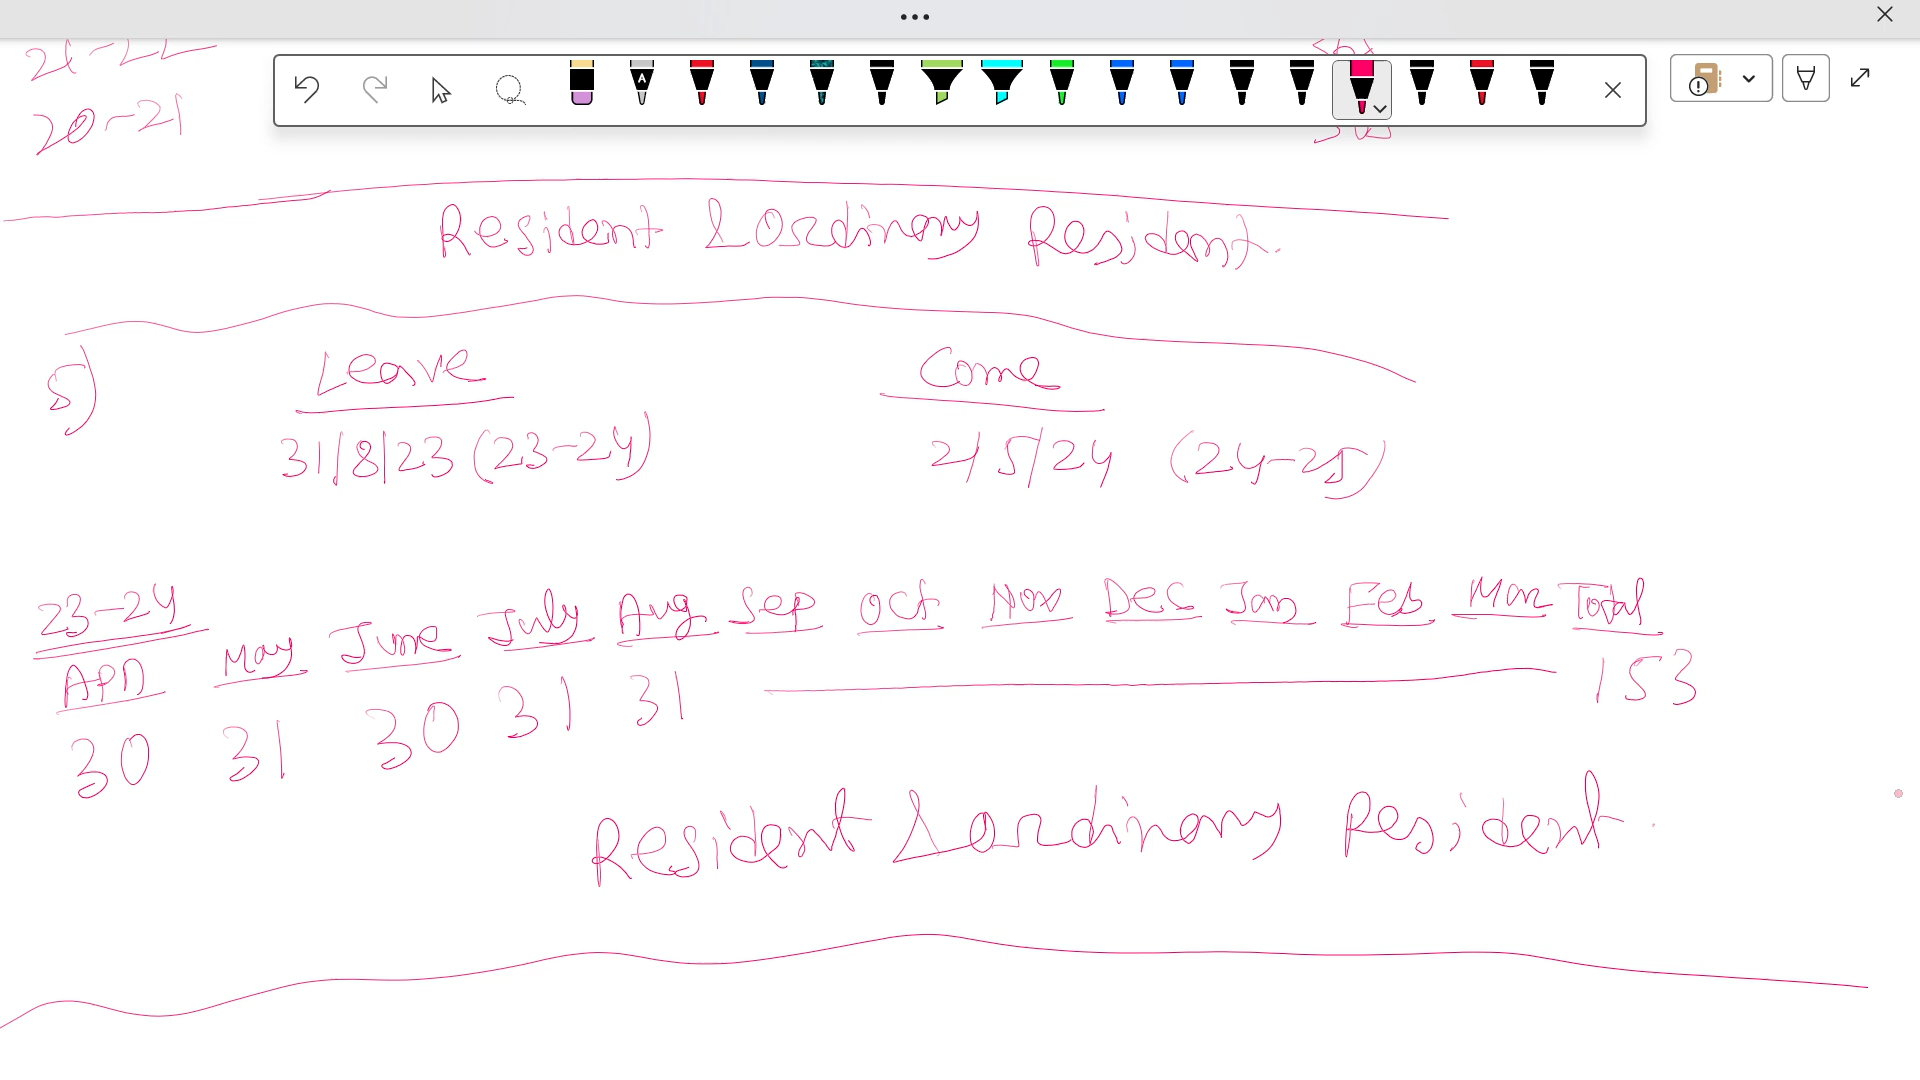 21-22
20-21
Resident & Ordinary Resident.
5) Leave Come
31/8/23 (23-24) 2/5/24 (24-25)
23-24
Apr May June July Aug Sep Oct Nov Dec Jan Feb Mar Total
30 31 30 31 31 153
Resident & ordinary Resident.